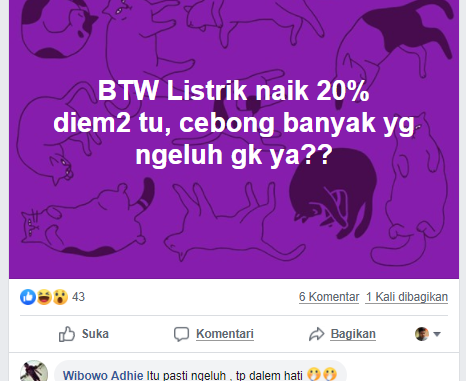 BTW Listrik naik 20%
diem2 tu, cebong banyak yg
ngeluh gk ya??
43
6 Komentar 1 Kali dibagikan
Suka Komentari Bagikan
Wibowo Adhie Itu pasti ngeluh , tp dalem hati